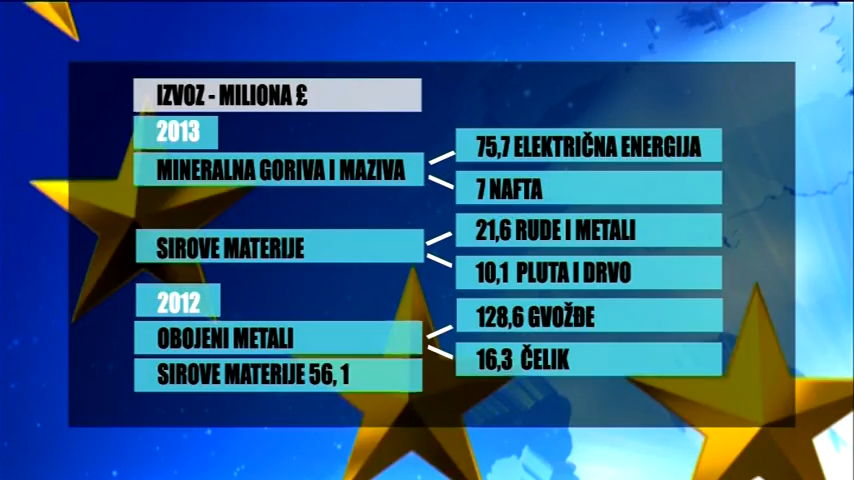 IZVOZ - MILIONA £
2013
MINERALNA GORIVA I MAZIVA
75,7 ELEKTRIČNA ENERGIJA
7 NAFTA
SIROVE MATERIJE
21,6 RUDE I METALI
10,1 PLUTA I DRVO
2012
OBOJENI METALI
128,6 GVOŽĐE
16,3 ČELIK
SIROVE MATERIJE 56,1